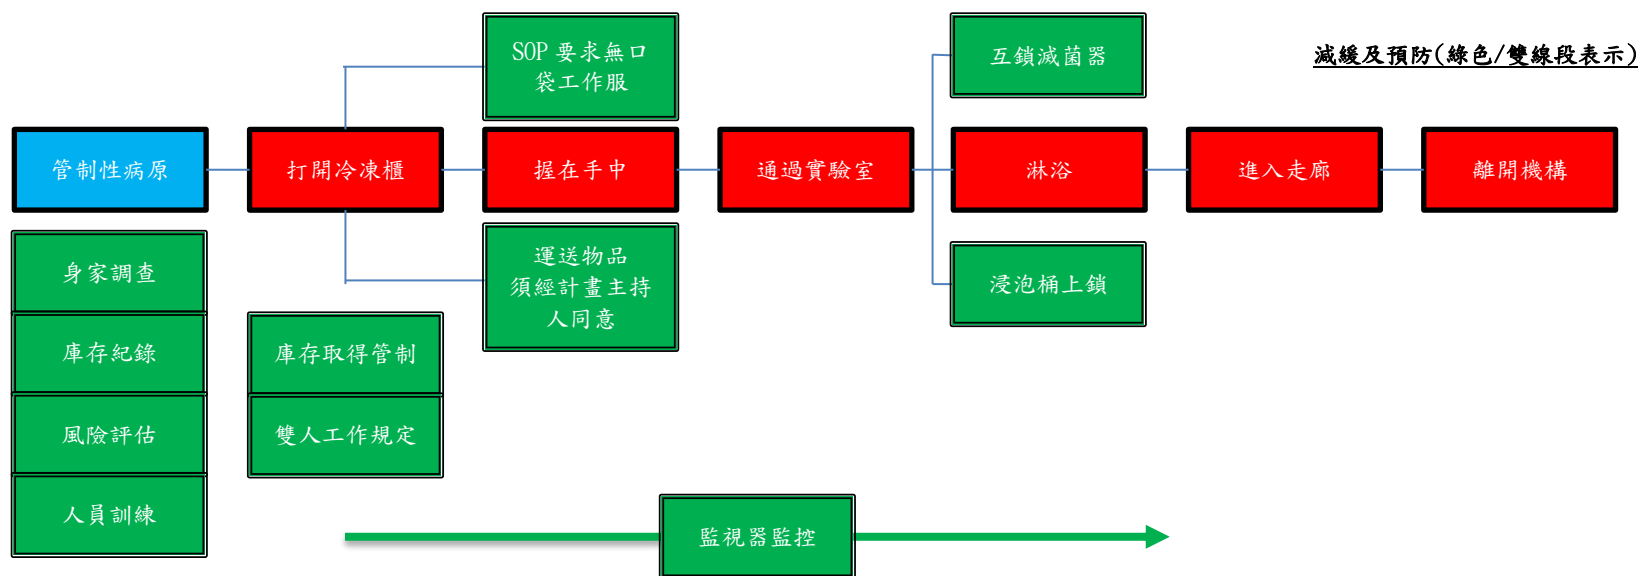 SOP 要求無口
袋工作服
互鎖滅菌器
減緩及預防(綠色/雙線段表示)
管制性病原
打開冷凍櫃
握在手中
通過實驗室
淋浴
進入走廊
離開機構
身家調查
運送物品
須經計畫主持
人同意
浸泡桶上鎖
庫存紀錄
庫存取得管制
風險評估
雙人工作規定
人員訓練
監視器監控